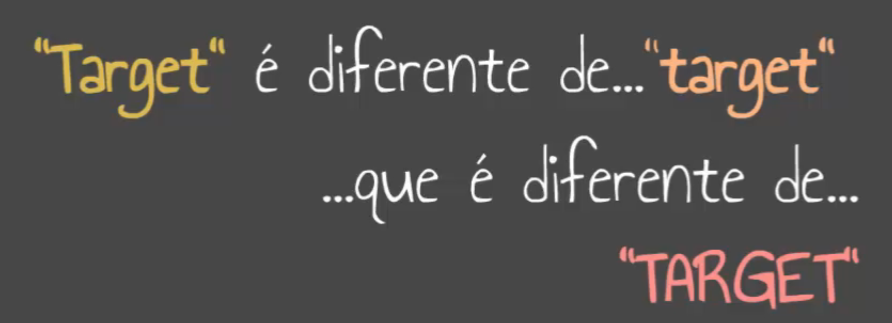 “Target“ é diferente de...“target“
...que é diferente de...
“TARGET“